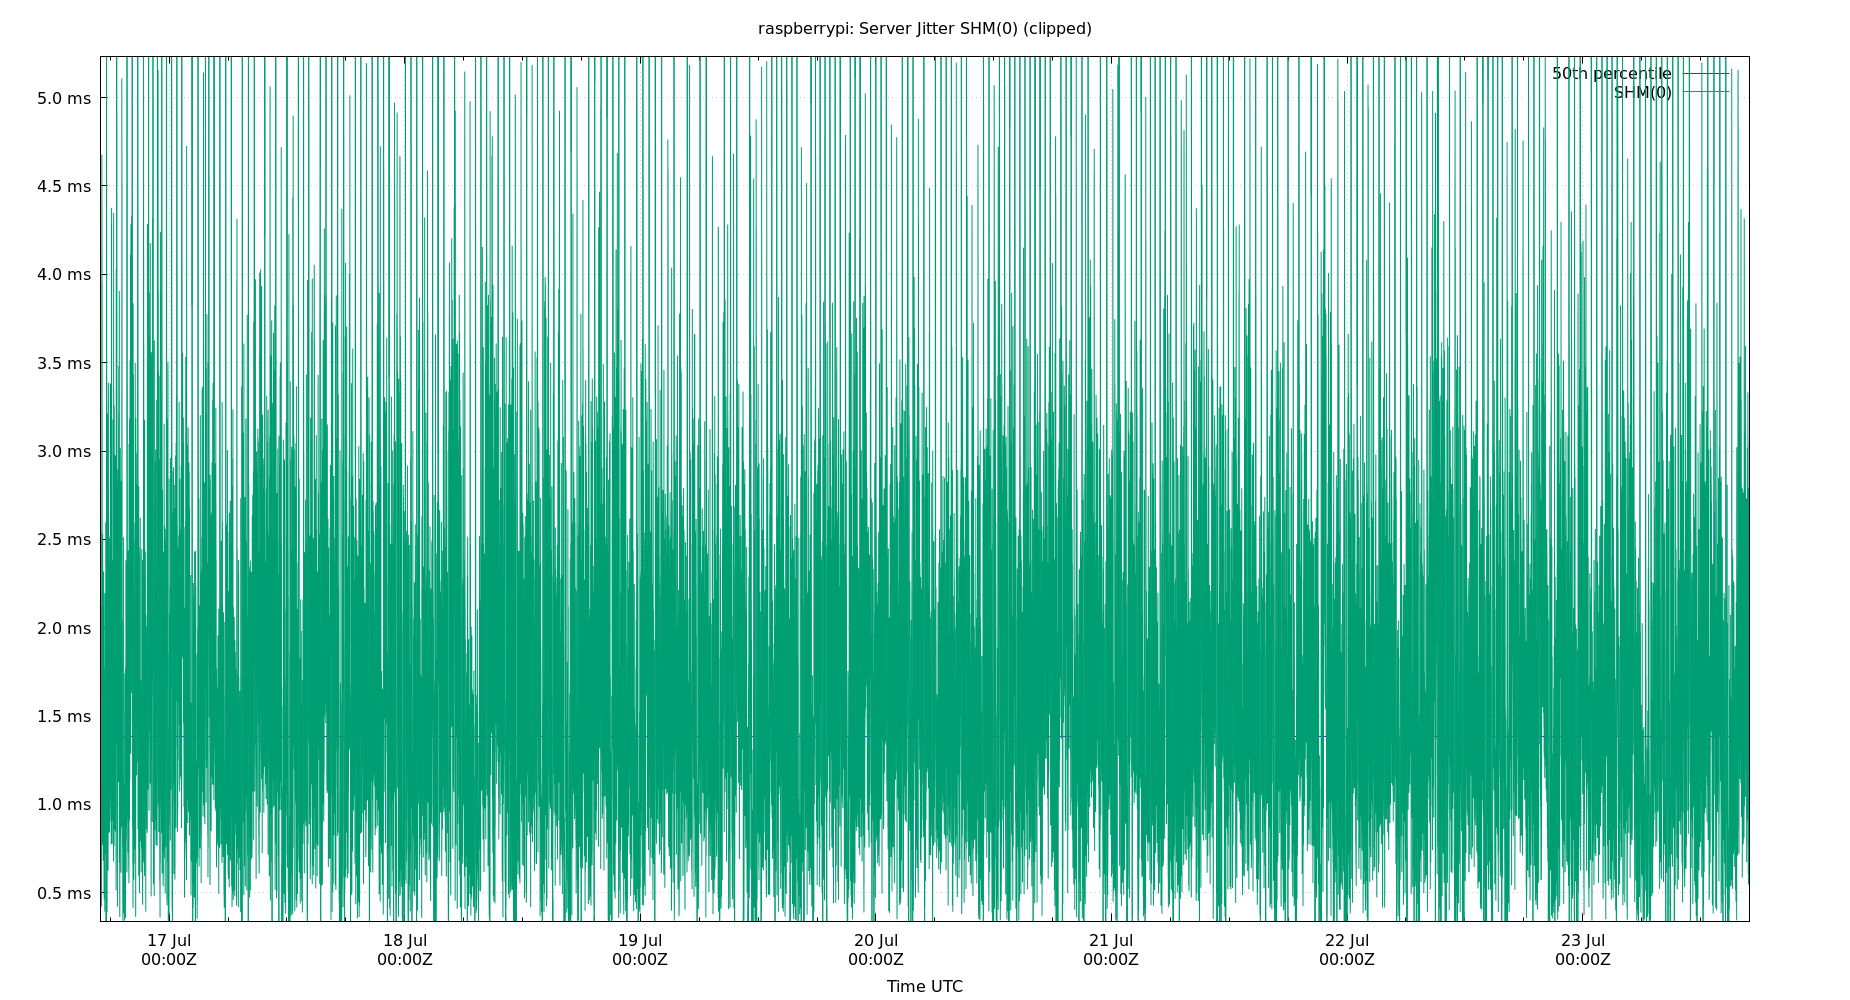 raspberrypi: Server Jitter SHM(0) (clipped)
50th percentile
SHM(0)
5.0 ms
4.5 ms
4.0 ms
3.5 ms
3.0 ms
2.5 ms
2.0 ms
1.5 ms
1.0 ms
0.5 ms
17 Jul 18 Jul 19 Jul 20 Jul 21 Jul 22 Jul 23 Jul
00:00Z 00:00Z 00:00Z 00:00Z 00:00Z 00:00Z 00:00Z
Time UTC